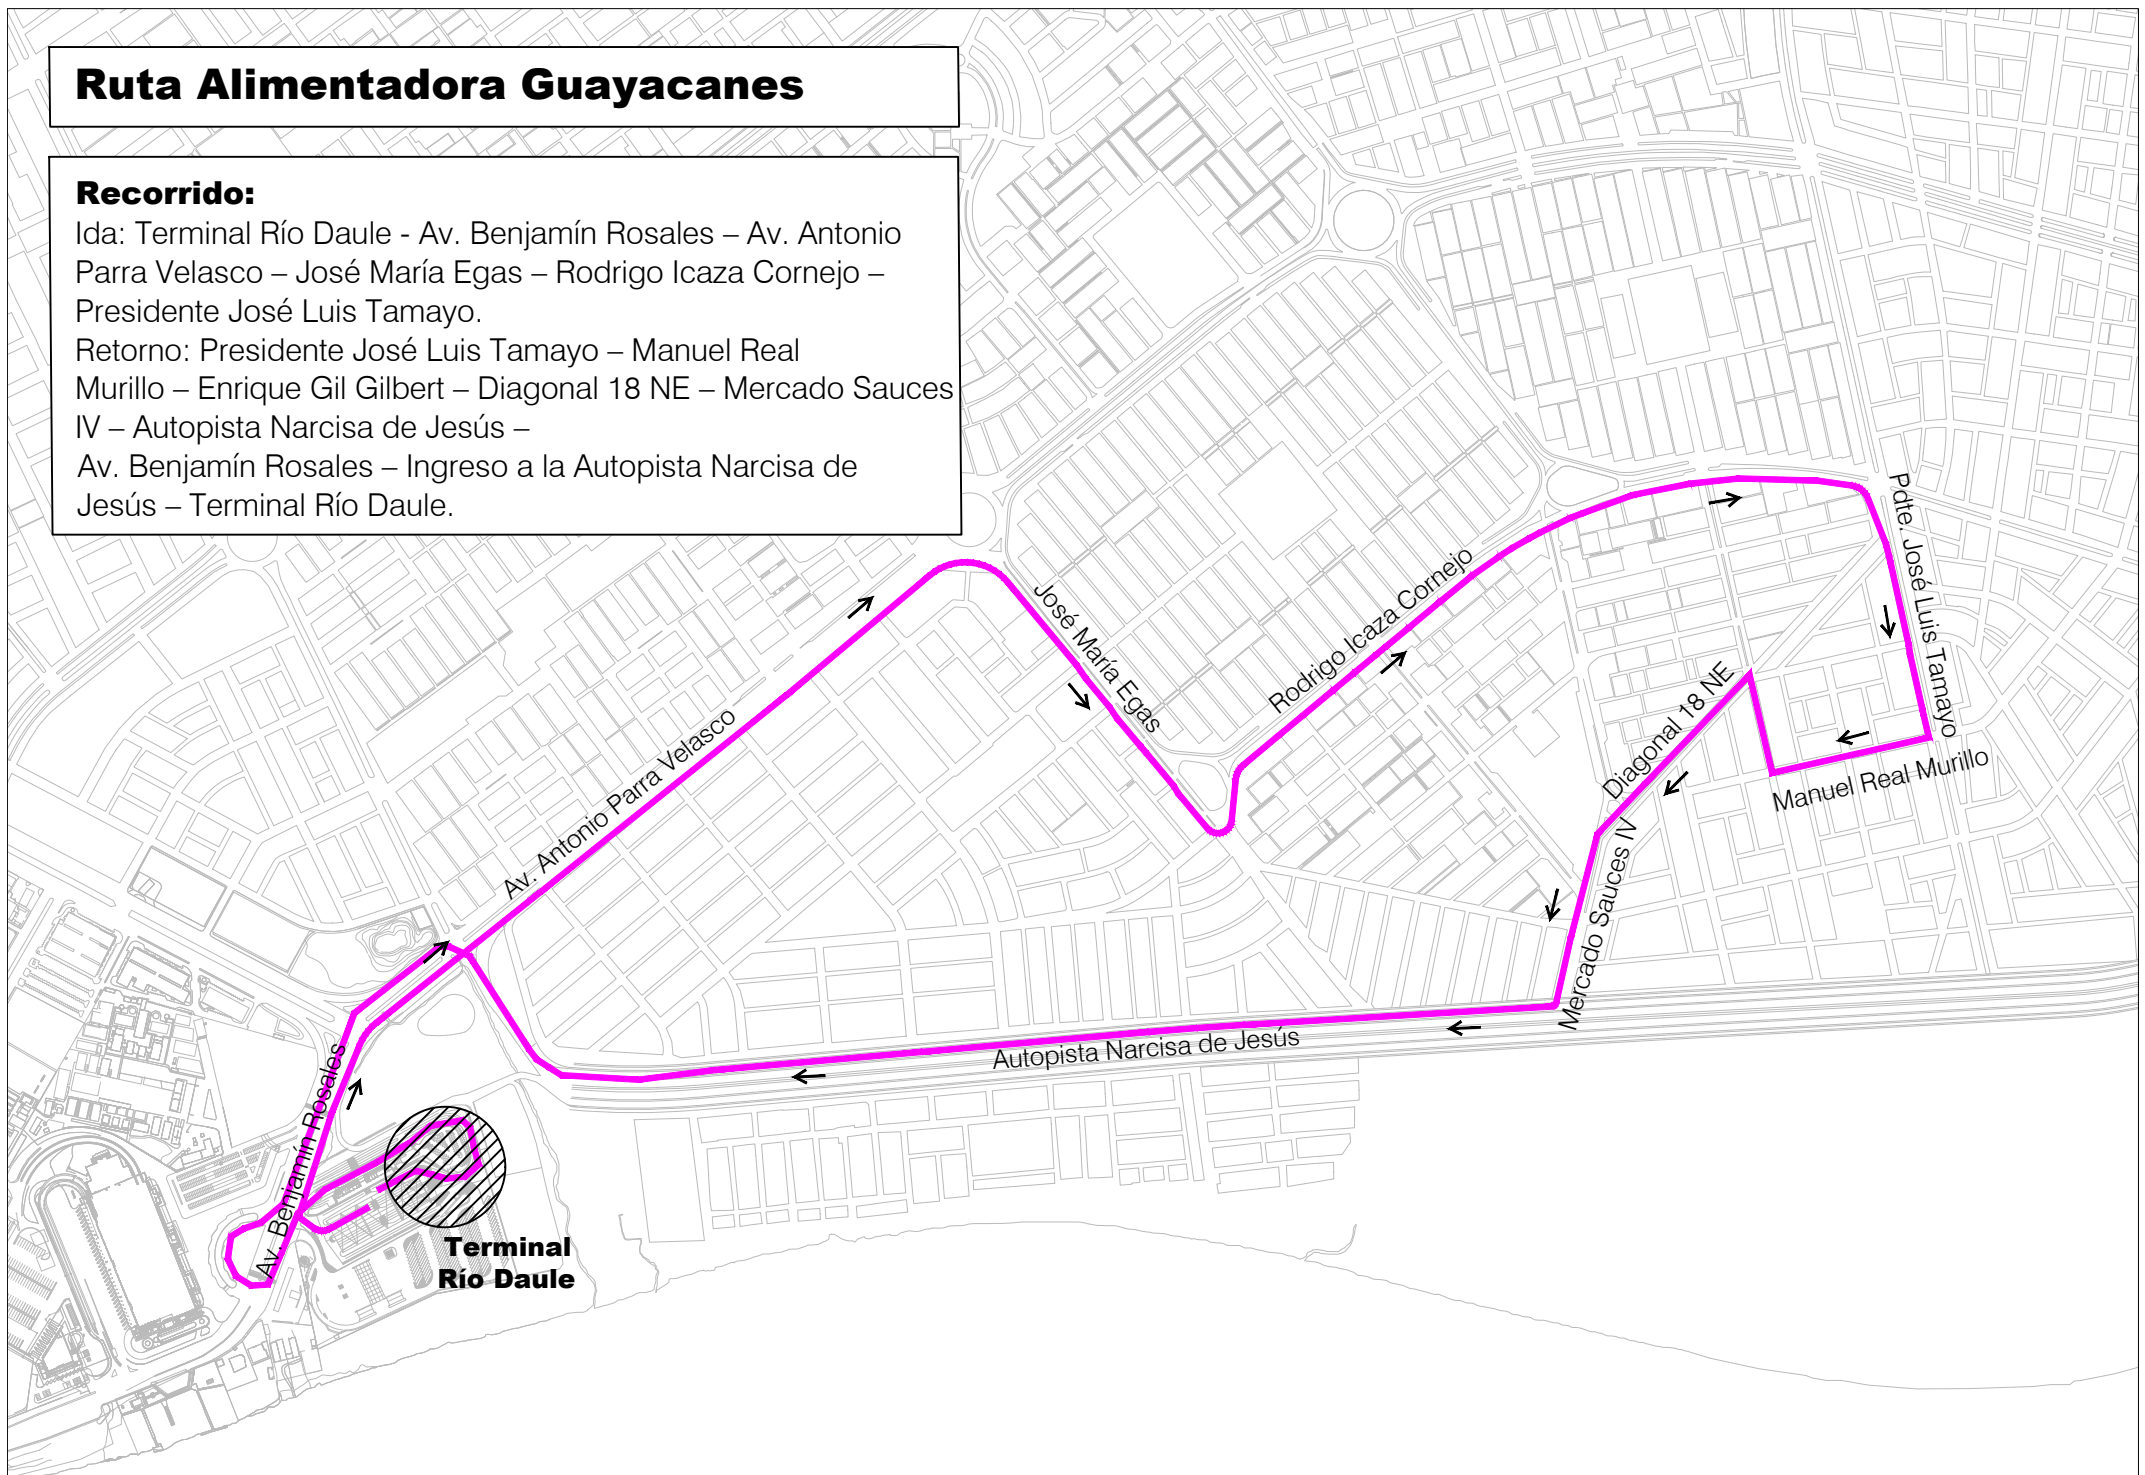 Ruta Alimentadora Guayacanes
Recorrido:
Ida: Terminal Río Daule - Av. Benjamín Rosales – Av. Antonio
Parra Velasco – José María Egas – Rodrigo Icaza Cornejo –
Presidente José Luis Tamayo.
Retorno: Presidente José Luis Tamayo – Manuel Real
Murillo – Enrique Gil Gilbert – Diagonal 18 NE – Mercado Sauces
IV – Autopista Narcisa de Jesús –
Av. Benjamín Rosales – Ingreso a la Autopista Narcisa de
Jesús – Terminal Río Daule.
Pdte. José Luis Tamayo
José María Egas
Rodrigo Icaza Cornejo
Diagonal 18 NE
Av. Antonio Parra Velasco
Manuel Real Murillo
Mercado Sauces IV
Autopista Narcisa de Jesús
Av. Benjamín Rosales
Terminal
Río Daule